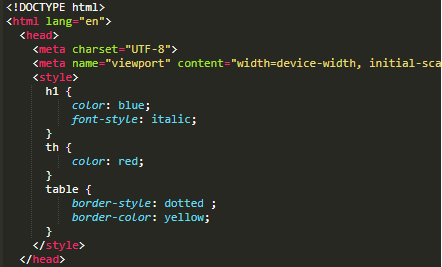 <!DOCTYPE html>
<html lang="en">
<head>
<meta charset="UTF-8">
<meta name="viewport" content="width=device-width, initial-sca
<style>
h1 {
color: blue;
font-style: italic;
}
th {
color: red;
}
table {
border-style: dotted ;
border-color: yellow;
}
</style>
</head>